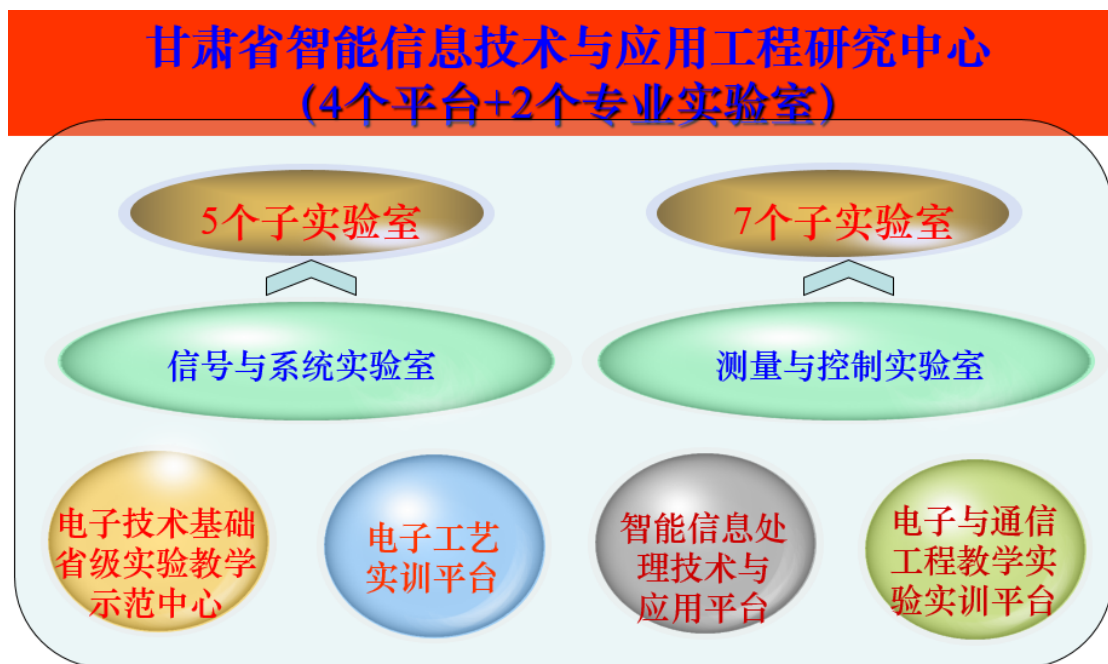 甘肃省智能信息技术与应用工程研究中心
（4个平台+2个专业实验室）
5个子实验室
7个子实验室
信号与系统实验室
测量与控制实验室
电子技术基础
省级实验教学
示范中心
电子工艺
实训平台
智能信息处
理技术与
应用平台
电子与通信
工程教学实
验实训平台